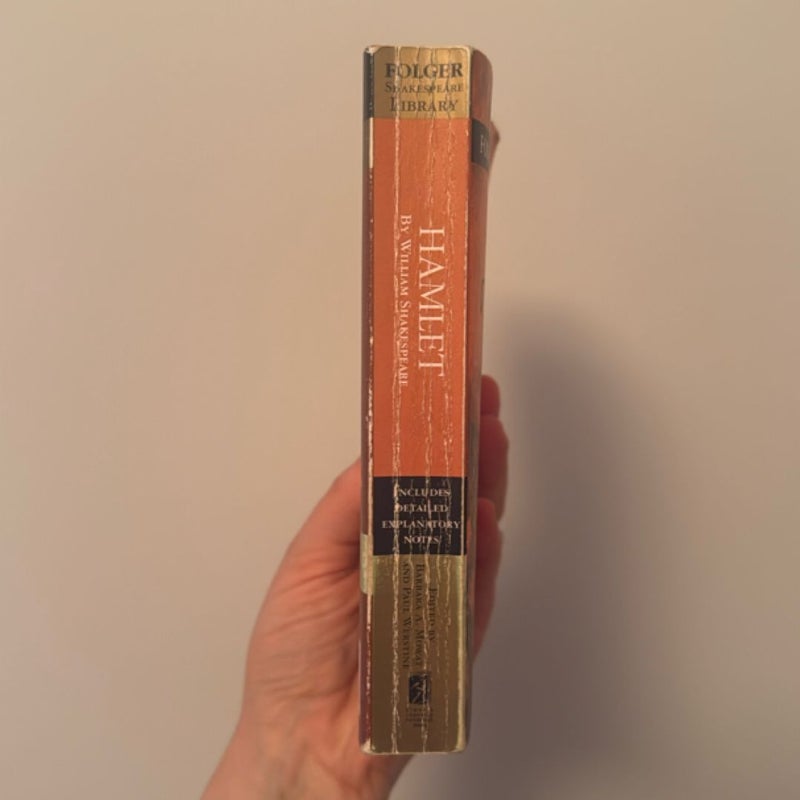 FOLGER
SHAKESPEARE
LIBRARY
HAMLET
BY WILLIAM SHAKESPEARE
INCLUDES
DETAILED
EXPLANATORY
NOTES
EDITED BY
BARBARA A. MOWAT
AND PAUL WERSTINE